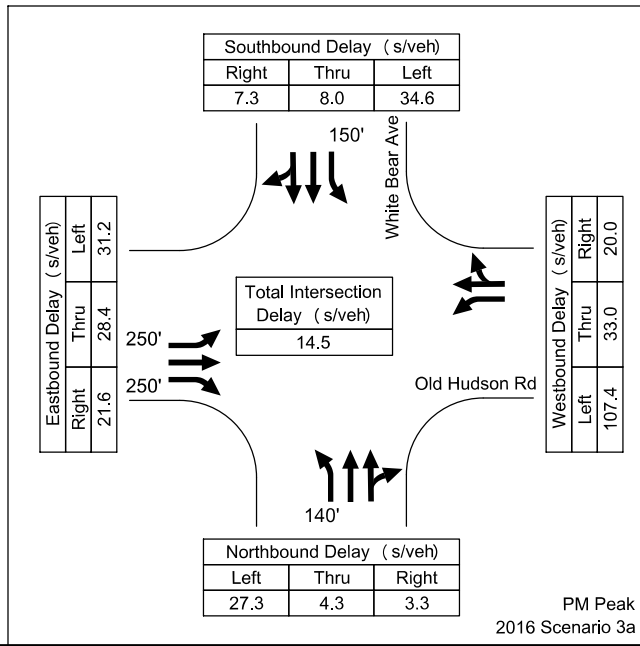 Southbound Delay ( s/veh)
Right Thru Left
7.3 8.0 34.6
150'
White Bear Ave
Eastbound Delay ( s/veh)
Right Thru Left
21.6 28.4 31.2
250'
250'
Total Intersection
Delay ( s/veh)
14.5
Westbound Delay ( s/veh)
Left Thru Right
107.4 33.0 20.0
Old Hudson Rd
140'
Northbound Delay ( s/veh)
Left Thru Right
27.3 4.3 3.3
PM Peak
2016 Scenario 3a